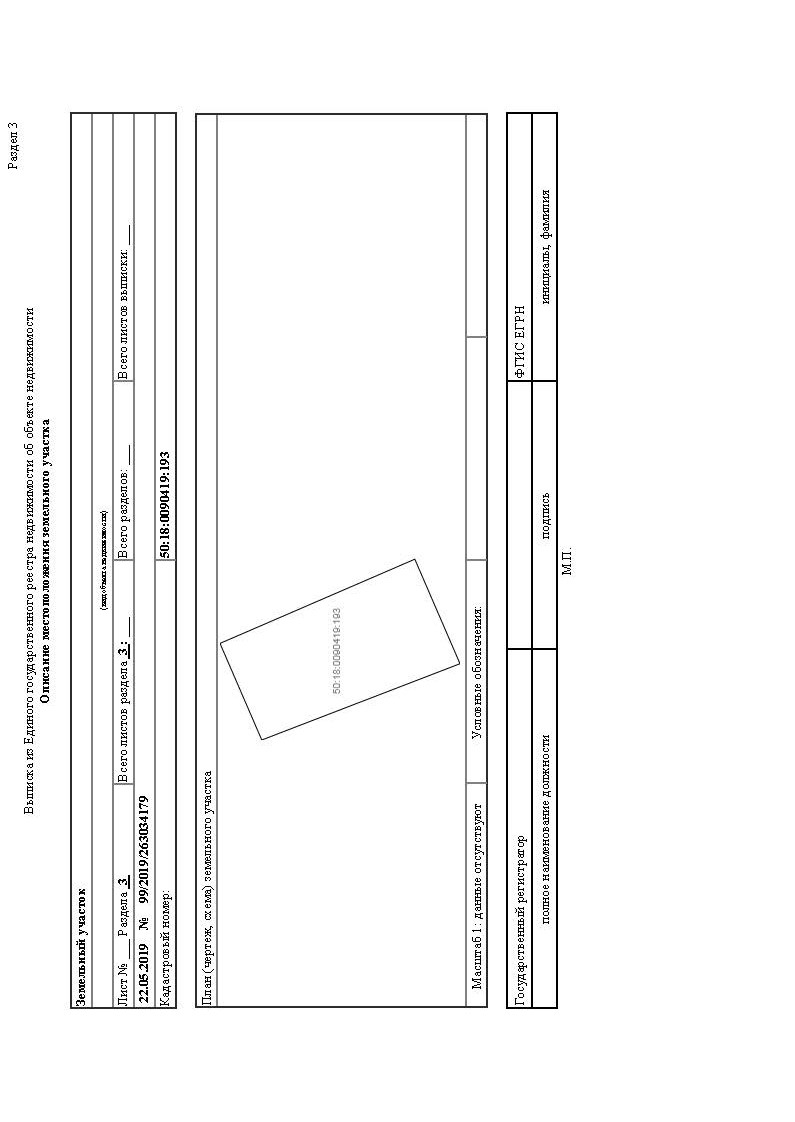 Раздел 3
Выписка из Единого государственного реестра недвижимости об объекте недвижимости
Описание местоположения земельного участка
Земельный участок
(вид объекта недвижимости)
Лист № ___ Раздела 3 Всего листов раздела 3 : ___ Всего разделов: ___ Всего листов выписки: ___
22.05.2019 № 99/2019/263034179
Кадастровый номер: 50:18:0090419:193
План (чертеж, схема) земельного участка
50:18:0090419:193
Масштаб 1: данные отсутствуют Условные обозначения:
Государственный регистратор ФГИС ЕГРН
полное наименование должности подпись инициалы, фамилия
М.П.